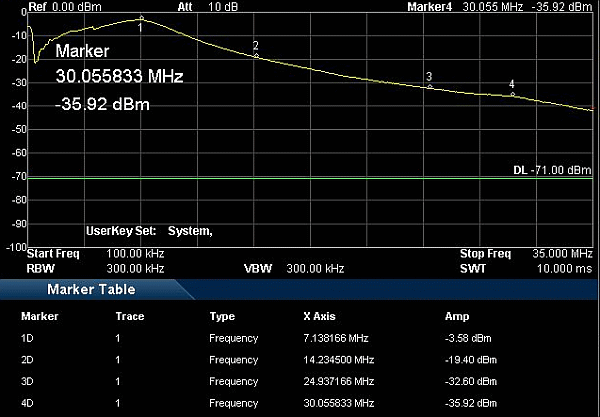 Ref 0.00 dBm Att 10 dB Marker4 30.055 MHz -35.92 dBm
0
-10
-20
-30
-40
-50
-60
-70
-80
-90
-100
1
2
3
4
Marker
30.055833 MHz
-35.92 dBm
DL -71.00 dBm
UserKey Set: System,
Start Freq 100.00 kHz Stop Freq 35.000 MHz
RBW 300.00 kHz VBW 300.00 kHz SWT 10.000 ms
Marker Table
Marker Trace Type X Axis Amp
1D 1 Frequency 7.138166 MHz -3.58 dBm
2D 1 Frequency 14.234500 MHz -19.40 dBm
3D 1 Frequency 24.937166 MHz -32.60 dBm
4D 1 Frequency 30.055833 MHz -35.92 dBm